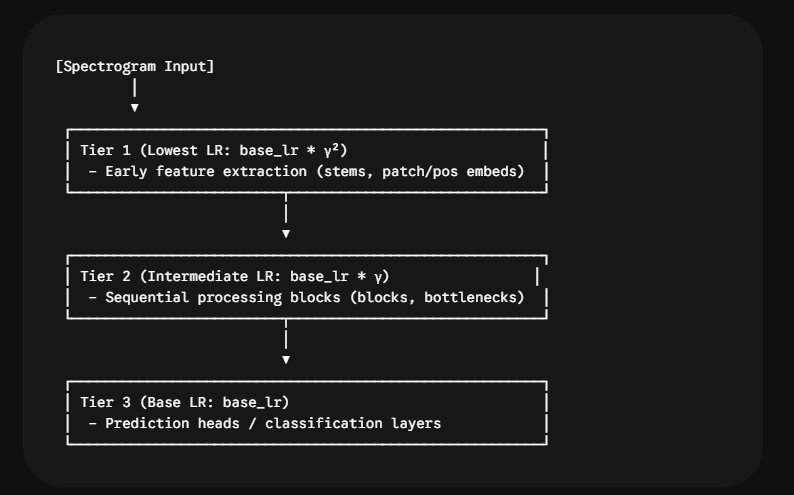 [Spectrogram Input]
Tier 1 (Lowest LR: base_lr * γ²)
– Early feature extraction (stems, patch/pos embeds)
Tier 2 (Intermediate LR: base_lr * γ)
– Sequential processing blocks (blocks, bottlenecks)
Tier 3 (Base LR: base_lr)
– Prediction heads / classification layers